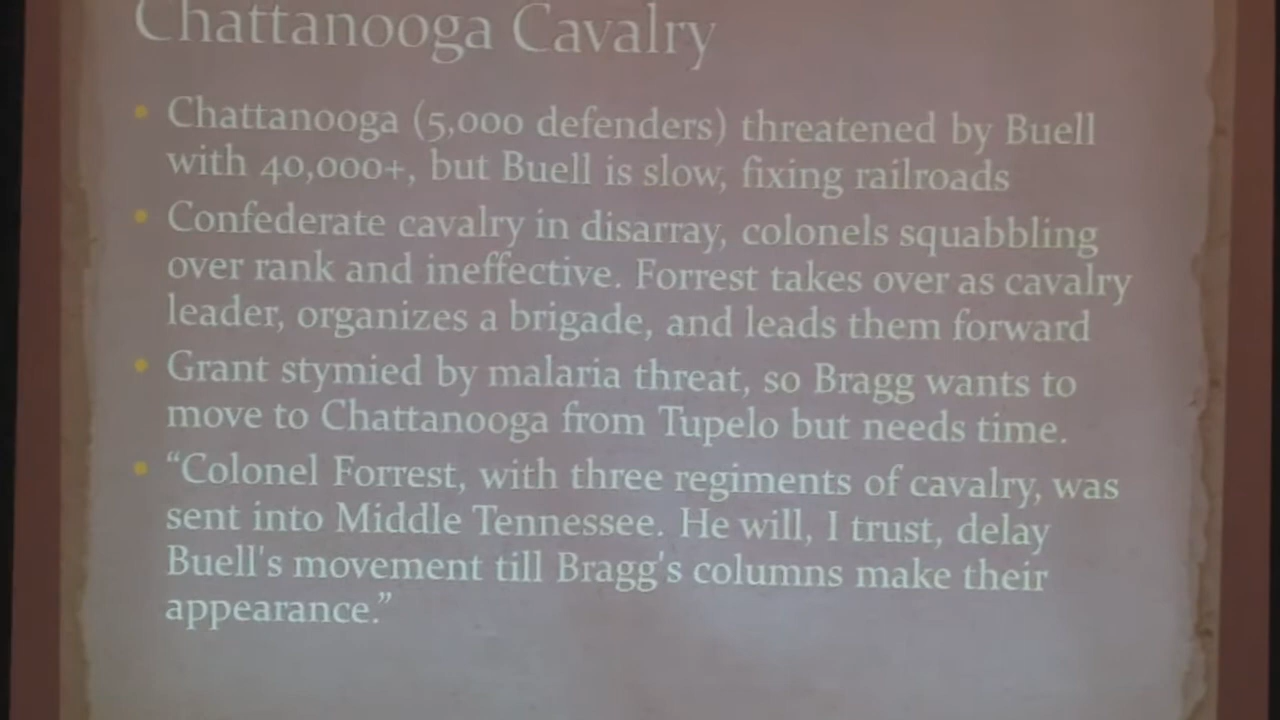 Chattanooga Cavalry
• Chattanooga (5,000 defenders) threatened by Buell
with 40,000+, but Buell is slow, fixing railroads
• Confederate cavalry in disarray, colonels squabbling
over rank and ineffective. Forrest takes over as cavalry
leader, organizes a brigade, and leads them forward
• Grant stymied by malaria threat, so Bragg wants to
move to Chattanooga from Tupelo but needs time.
• “Colonel Forrest, with three regiments of cavalry, was
sent into Middle Tennessee. He will, I trust, delay
Buell's movement till Bragg's columns make their
appearance.”